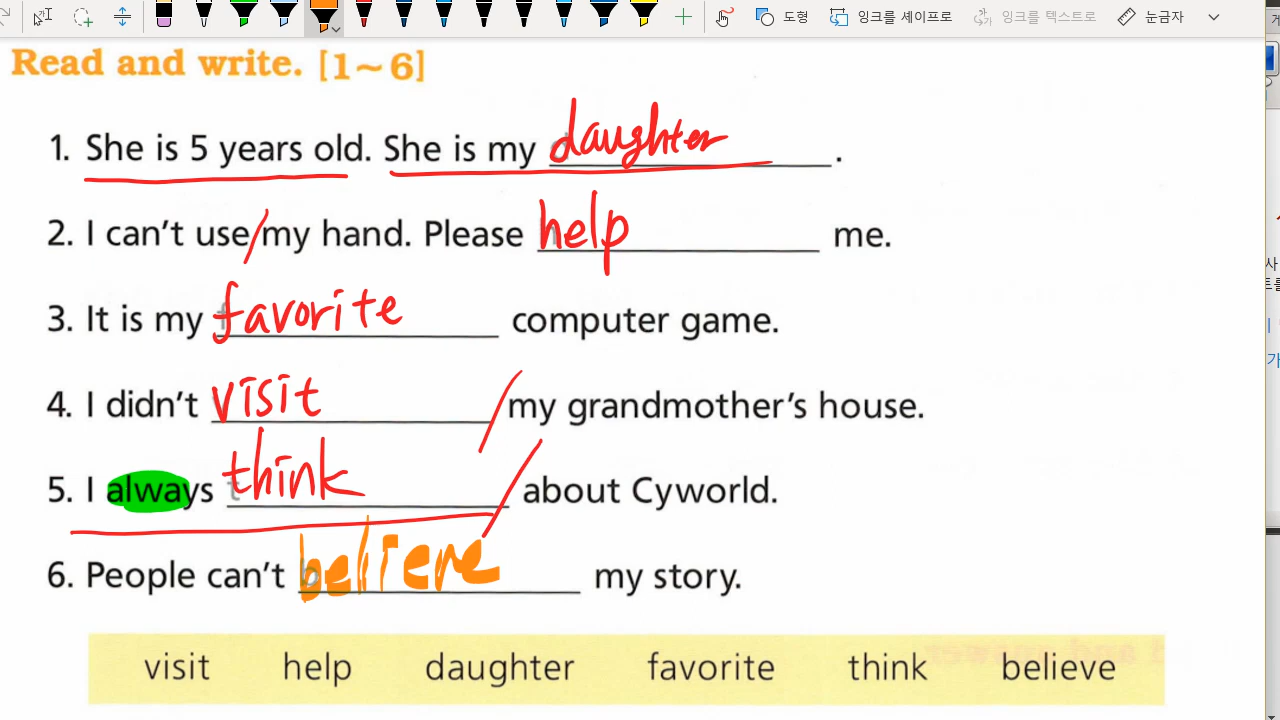 도형 잉크를 셰이프로 잉크를 텍스트로 눈금자
Read and write. [1~6]
1. She is 5 years old. She is my daughter.
2. I can't use/my hand. Please help me.
3. It is my favorite computer game.
4. I didn't visit / my grandmother's house.
5. I always think / about Cyworld.
6. People can't beliere my story.
visit help daughter favorite think believe